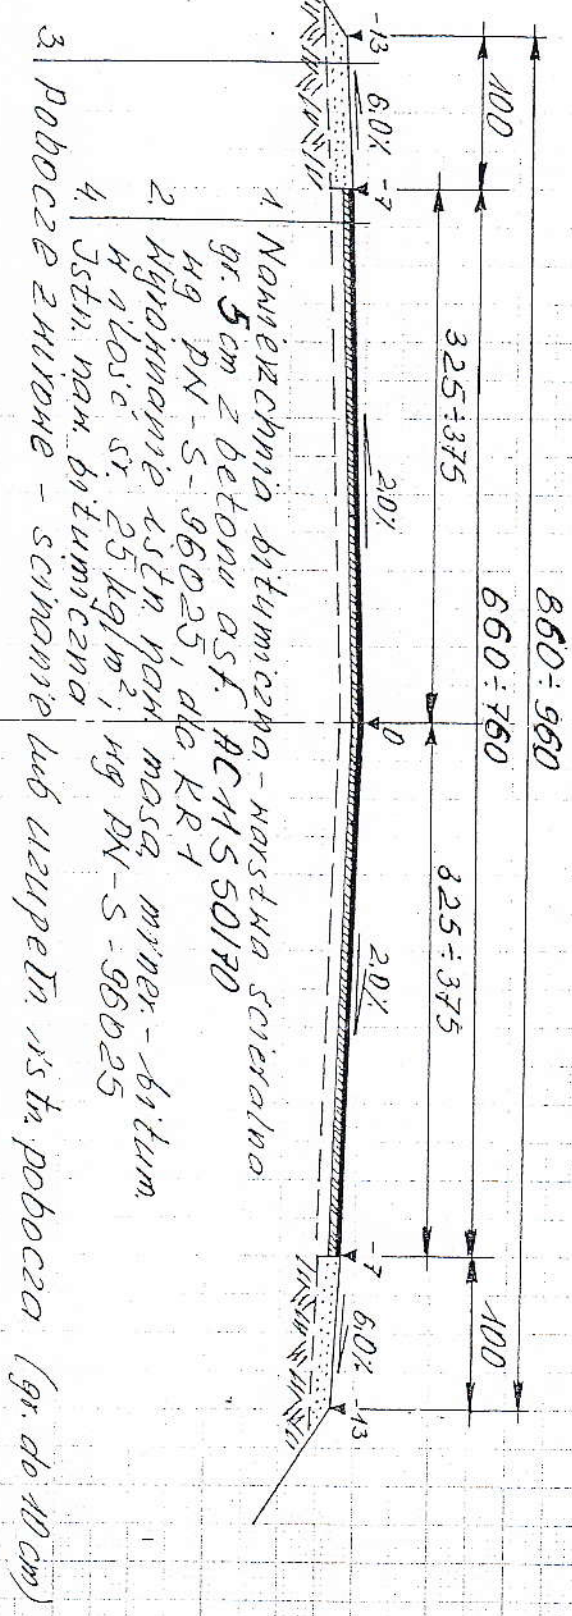 860÷960
660÷760
100
325÷375
325÷375
100
-13
6.0%
-7
2.0%
0
2.0%
-7
6.0%
-13
1. Nawierzchnia bitumiczna - warstwa ścieralna
gr. 5 cm z betonu asf. AC11S 50/70
wg PN-S-96025, dla KR1
2. Wyrównanie istn. naw. masą miner.-bitum.
w ilość śr. 25 kg/m², wg PN-S-96025
4. Istn. naw. bitumiczna
3. Pobocze żwirowe - ścinanie lub uzupełn. istn. pobocza (gr. do 10 cm)